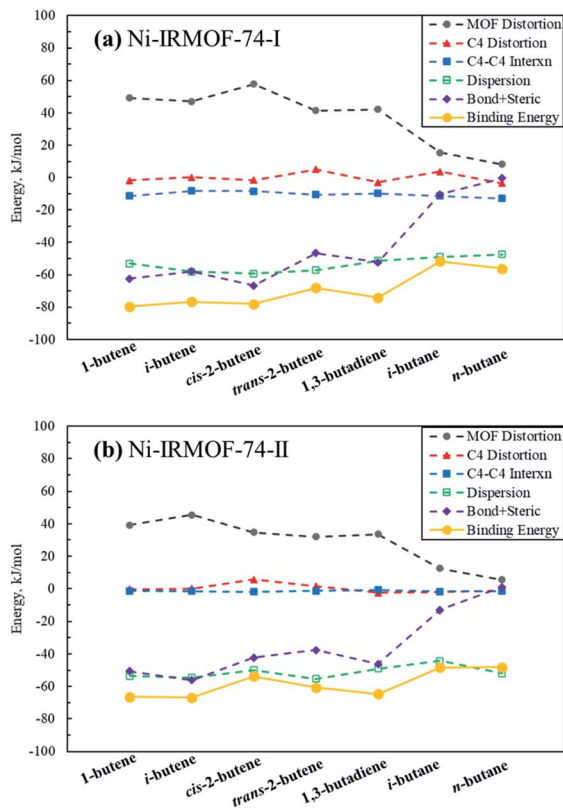 (a) Ni-IRMOF-74-I
MOF Distortion
C4 Distortion
C4-C4 Interxn
Dispersion
Bond+Steric
Binding Energy
Energy, kJ/mol
100
80
60
40
20
0
-20
-40
-60
-80
-100
1-butene
i-butene
cis-2-butene
trans-2-butene
1,3-butadiene
i-butane
n-butane
(b) Ni-IRMOF-74-II
MOF Distortion
C4 Distortion
C4-C4 Interxn
Dispersion
Bond+Steric
Binding Energy
Energy, kJ/mol
100
80
60
40
20
0
-20
-40
-60
-80
-100
1-butene
i-butene
cis-2-butene
trans-2-butene
1,3-butadiene
i-butane
n-butane